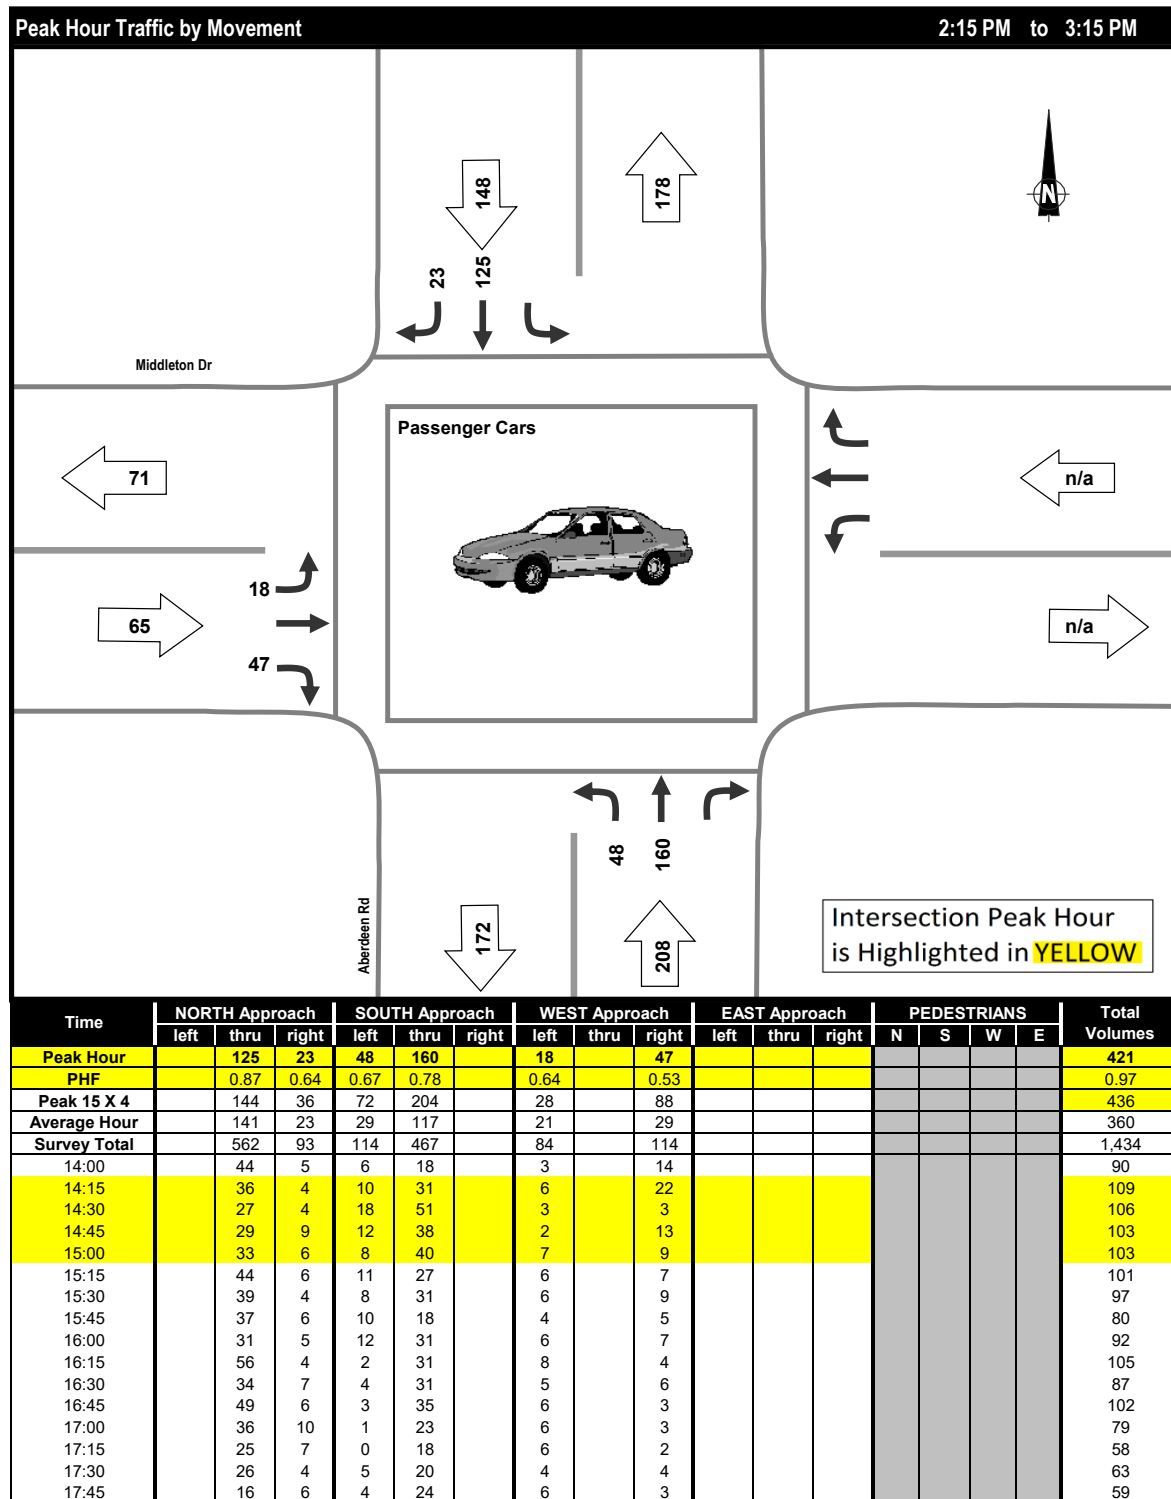 Peak Hour Traffic by Movement 2:15 PM to 3:15 PM
148
178
N
23 125
Middleton Dr
Passenger Cars
71
n/a
18
65
n/a
47
48 160
Aberdeen Rd
172
208
Intersection Peak Hour
is Highlighted in YELLOW
Time NORTH Approach SOUTH Approach WEST Approach EAST Approach PEDESTRIANS Total Volumes
left thru right left thru right left thru right left thru right N S W E
Peak Hour 125 23 48 160 18 47 421
PHF 0.87 0.64 0.67 0.78 0.64 0.53 0.97
Peak 15 X 4 144 36 72 204 28 88 436
Average Hour 141 23 29 117 21 29 360
Survey Total 562 93 114 467 84 114 1,434
14:00 44 5 6 18 3 14 90
14:15 36 4 10 31 6 22 109
14:30 27 4 18 51 3 3 106
14:45 29 9 12 38 2 13 103
15:00 33 6 8 40 7 9 103
15:15 44 6 11 27 6 7 101
15:30 39 4 8 31 6 9 97
15:45 37 6 10 18 4 5 80
16:00 31 5 12 31 6 7 92
16:15 56 4 2 31 8 4 105
16:30 34 7 4 31 5 6 87
16:45 49 6 3 35 6 3 102
17:00 36 10 1 23 6 3 79
17:15 25 7 0 18 6 2 58
17:30 26 4 5 20 4 4 63
17:45 16 6 4 24 6 3 59